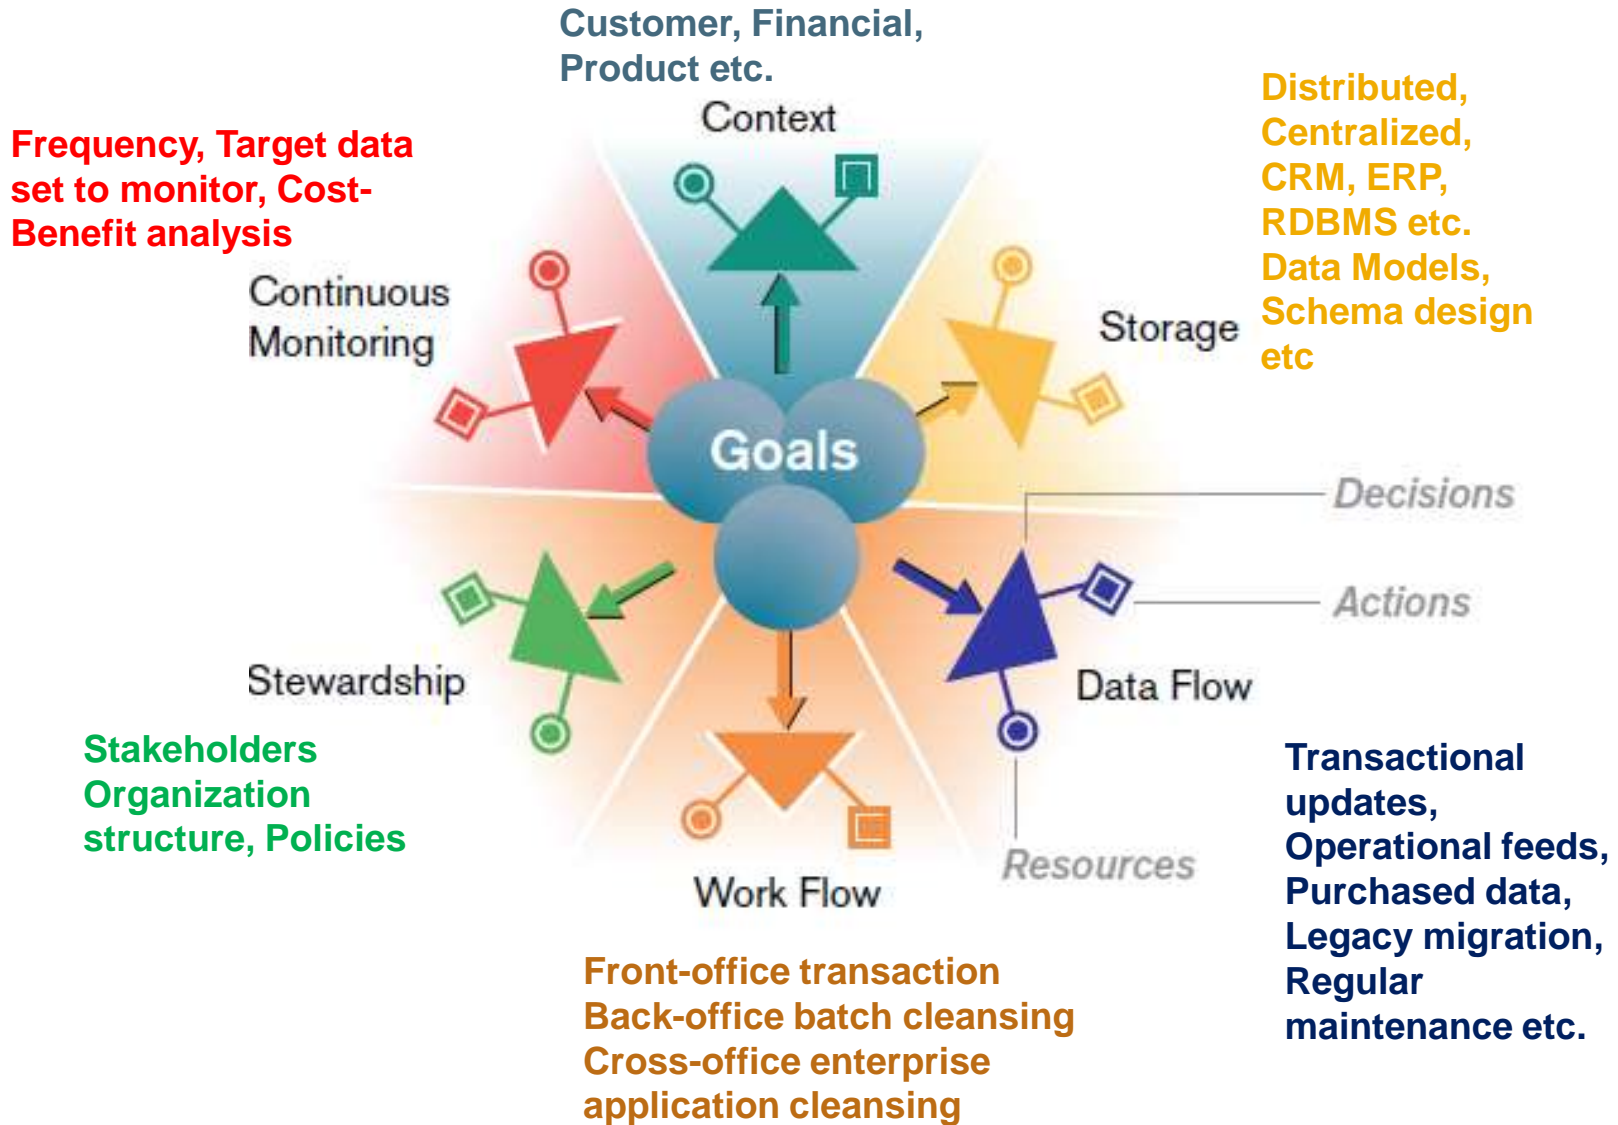 Customer, Financial,
Product etc.
Context
Frequency, Target data
set to monitor, Cost-
Benefit analysis
Continuous
Monitoring
Distributed,
Centralized,
CRM, ERP,
RDBMS etc.
Data Models,
Schema design
etc
Storage
Goals
Decisions
Actions
Stewardship
Data Flow
Stakeholders
Organization
structure, Policies
Resources
Work Flow
Transactional
updates,
Operational feeds,
Purchased data,
Legacy migration,
Regular
maintenance etc.
Front-office transaction
Back-office batch cleansing
Cross-office enterprise
application cleansing